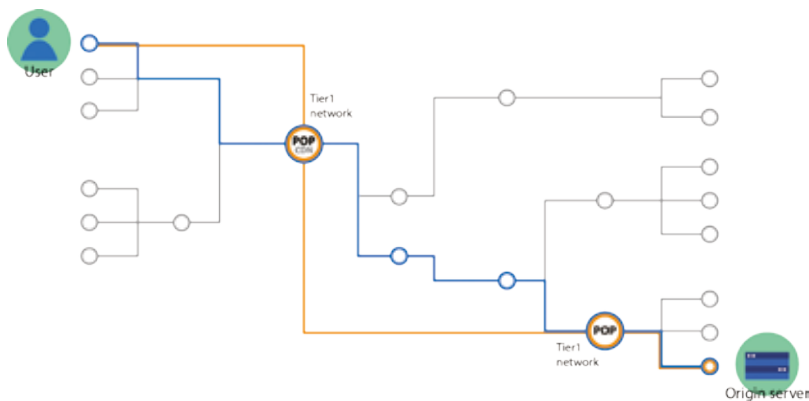 User
Tier1
network
POP
CDN
POP
Tier1
network
Origin server